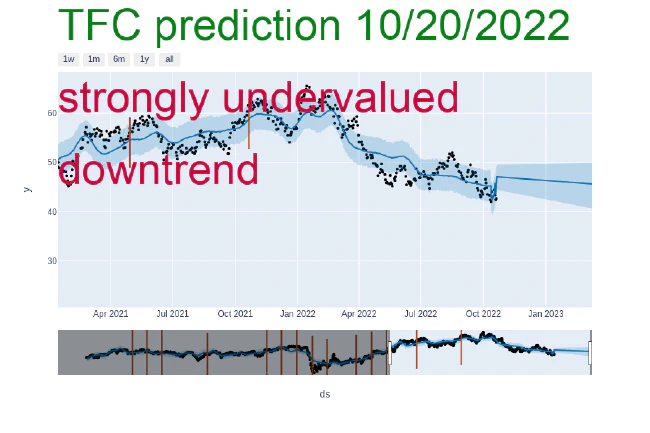 TFC prediction 10/20/2022
1w 1m 6m 1y all
strongly undervalued
downtrend
60
50
40
30
y
Apr 2021 Jul 2021 Oct 2021 Jan 2022 Apr 2022 Jul 2022 Oct 2022 Jan 2023
ds